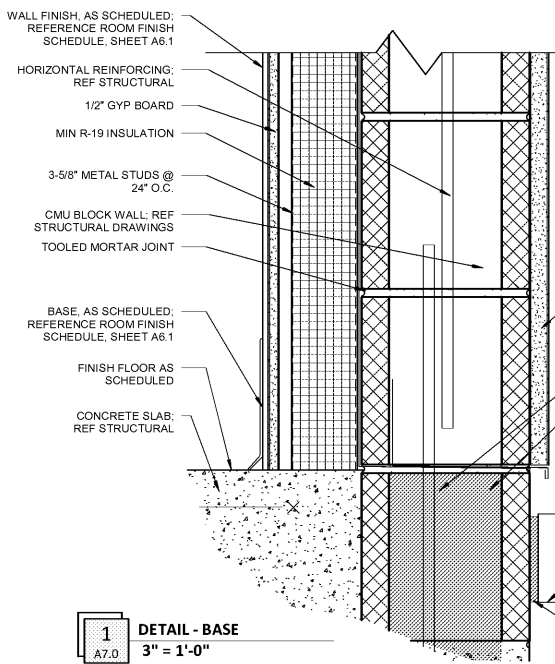 WALL FINISH, AS SCHEDULED;
REFERENCE ROOM FINISH
SCHEDULE, SHEET A6.1
HORIZONTAL REINFORCING;
REF STRUCTURAL
1/2" GYP BOARD
MIN R-19 INSULATION
3-5/8" METAL STUDS @
24" O.C.
CMU BLOCK WALL; REF
STRUCTURAL DRAWINGS
TOOLED MORTAR JOINT
BASE, AS SCHEDULED;
REFERENCE ROOM FINISH
SCHEDULE, SHEET A6.1
FINISH FLOOR AS
SCHEDULED
CONCRETE SLAB;
REF STRUCTURAL
1
A7.0
DETAIL - BASE
3" = 1'-0"